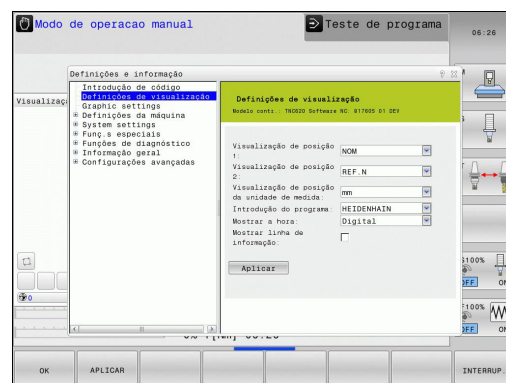 Modo de operacao manual
Teste de programa
06:26
Definições e informação
Visualizaç
Introdução de código
Definições de visualização
Graphic settings
Definições da máquina
System settings
Funç.s especiais
Funções de diagnóstico
Informação geral
Configurações avançadas
Definições de visualização
Modelo contr.: TNC620 Software NC: 817605 01 DEV
Visualização de posição 1:
NOM
Visualização de posição 2:
REF.N
Visualização de posição da unidade de medida:
mm
Introdução do programa:
HEIDENHAIN
Mostrar a hora:
Digital
Mostrar linha de informação:
Aplicar
M
S100%
OFF
ON
F100%
OFF
ON
0
OK
APLICAR
INTERRUP.